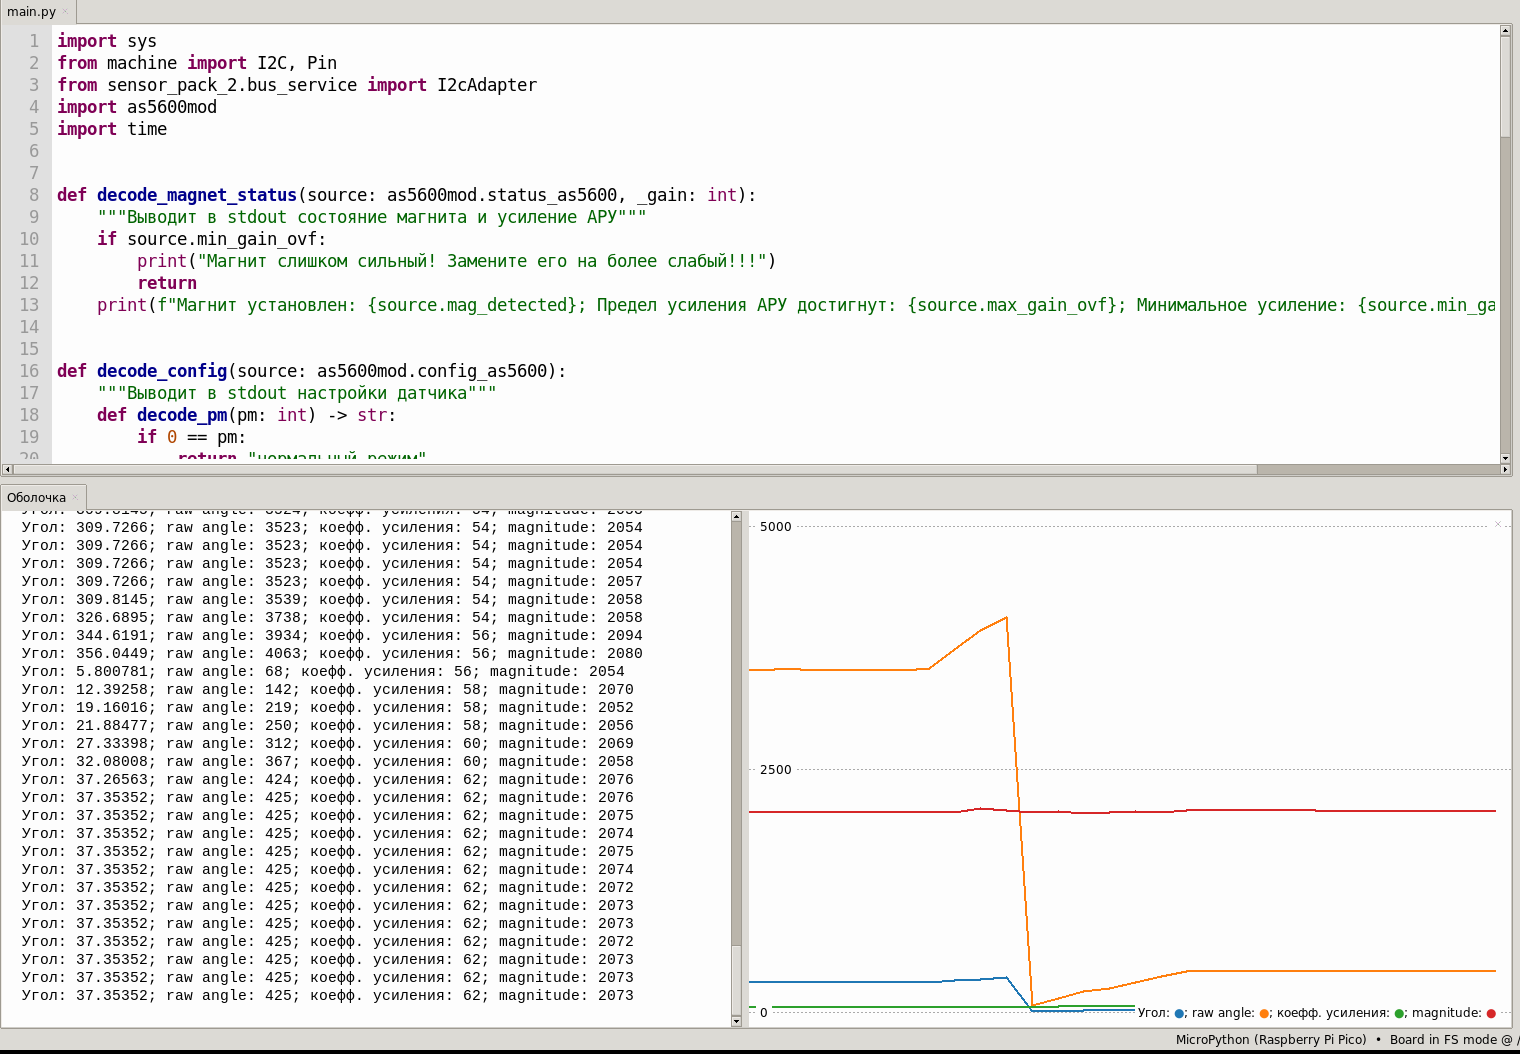 main.py
1 import sys
2 from machine import I2C, Pin
3 from sensor_pack_2.bus_service import I2cAdapter
4 import as5600mod
5 import time
6
7
8 def decode_magnet_status(source: as5600mod.status_as5600, _gain: int):
9 """Выводит в stdout состояние магнита и усиление АРУ"""
10 if source.min_gain_ovf:
11 print("Магнит слишком сильный! Замените его на более слабый!!!")
12 return
13 print(f"Магнит установлен: {source.mag_detected}; Предел усиления АРУ достигнут: {source.max_gain_ovf}; Минимальное усиление: {source.min_ga
14
15
16 def decode_config(source: as5600mod.config_as5600):
17 """Выводит в stdout настройки датчика"""
18 def decode_pm(pm: int) -> str:
19 if 0 == pm:
20 return "нормальный режим"
Оболочка
Угол: 309.7266; raw angle: 3523; коефф. усиления: 54; magnitude: 2054
Угол: 309.7266; raw angle: 3523; коефф. усиления: 54; magnitude: 2054
Угол: 309.7266; raw angle: 3523; коефф. усиления: 54; magnitude: 2054
Угол: 309.7266; raw angle: 3523; коефф. усиления: 54; magnitude: 2057
Угол: 309.8145; raw angle: 3539; коефф. усиления: 54; magnitude: 2058
Угол: 326.6895; raw angle: 3738; коефф. усиления: 54; magnitude: 2058
Угол: 344.6191; raw angle: 3934; коефф. усиления: 56; magnitude: 2094
Угол: 356.0449; raw angle: 4063; коефф. усиления: 56; magnitude: 2080
Угол: 5.800781; raw angle: 68; коефф. усиления: 56; magnitude: 2054
Угол: 12.39258; raw angle: 142; коефф. усиления: 58; magnitude: 2070
Угол: 19.16016; raw angle: 219; коефф. усиления: 58; magnitude: 2052
Угол: 21.88477; raw angle: 250; коефф. усиления: 58; magnitude: 2056
Угол: 27.33398; raw angle: 312; коефф. усиления: 60; magnitude: 2069
Угол: 32.08008; raw angle: 367; коефф. усиления: 60; magnitude: 2058
Угол: 37.26563; raw angle: 424; коефф. усиления: 62; magnitude: 2076
Угол: 37.35352; raw angle: 425; коефф. усиления: 62; magnitude: 2076
Угол: 37.35352; raw angle: 425; коефф. усиления: 62; magnitude: 2075
Угол: 37.35352; raw angle: 425; коефф. усиления: 62; magnitude: 2074
Угол: 37.35352; raw angle: 425; коефф. усиления: 62; magnitude: 2075
Угол: 37.35352; raw angle: 425; коефф. усиления: 62; magnitude: 2074
Угол: 37.35352; raw angle: 425; коефф. усиления: 62; magnitude: 2072
Угол: 37.35352; raw angle: 425; коефф. усиления: 62; magnitude: 2073
Угол: 37.35352; raw angle: 425; коефф. усиления: 62; magnitude: 2073
Угол: 37.35352; raw angle: 425; коефф. усиления: 62; magnitude: 2072
Угол: 37.35352; raw angle: 425; коефф. усиления: 62; magnitude: 2073
Угол: 37.35352; raw angle: 425; коефф. усиления: 62; magnitude: 2073
Угол: 37.35352; raw angle: 425; коефф. усиления: 62; magnitude: 2073
5000
2500
0
Угол: ; raw angle: ; коефф. усиления: ; magnitude:
MicroPython (Raspberry Pi Pico) • Board in FS mode @ /